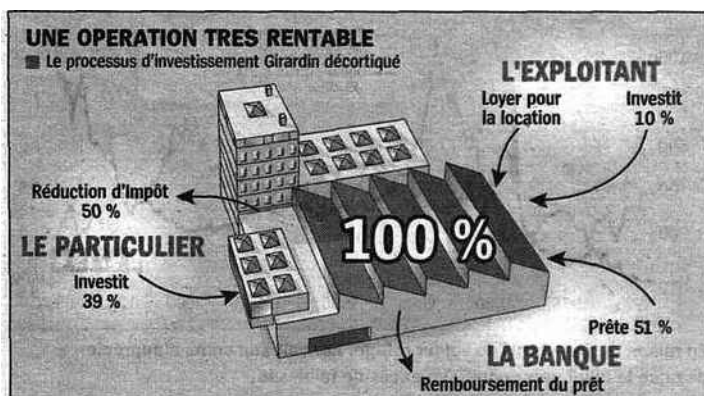 UNE OPERATION TRES RENTABLE
Le processus d'investissement Girardin décortiqué
L'EXPLOITANT
Loyer pour
la location
Investit
10 %
Réduction d'Impôt
50 %
LE PARTICULIER
Investit
39 %
100 %
Prête 51 %
LA BANQUE
Remboursement du prêt